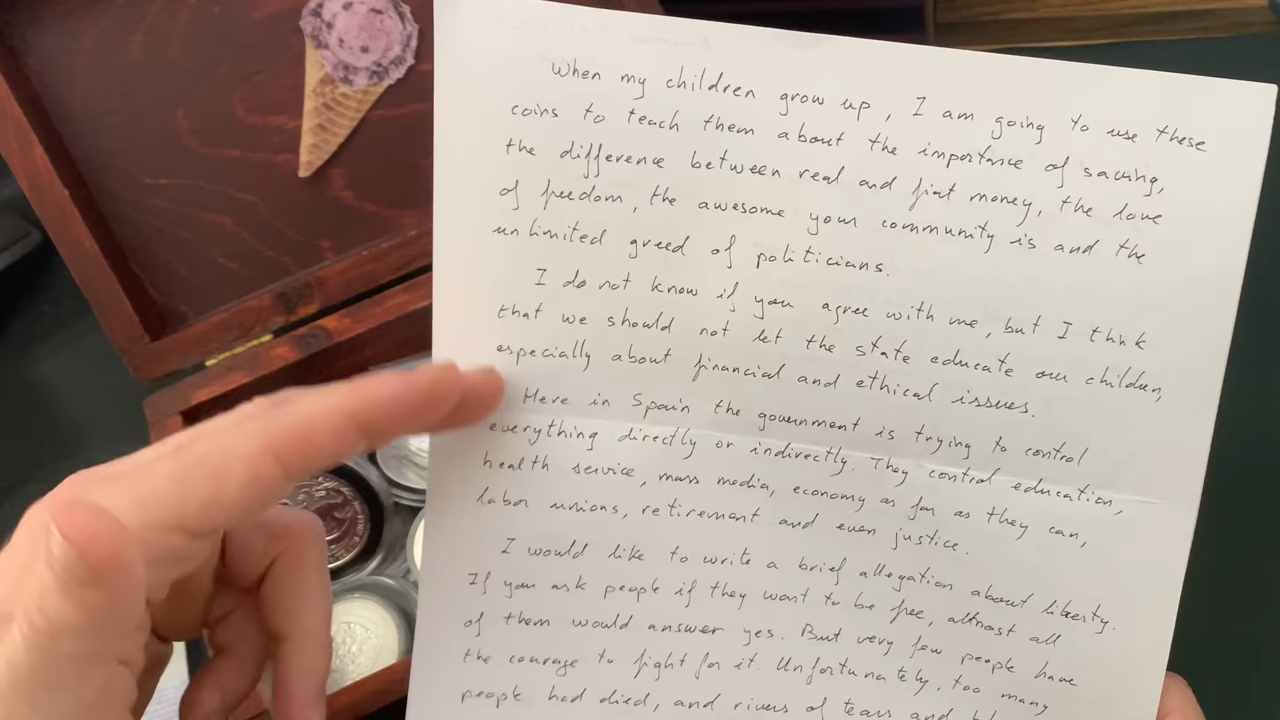 When my children grow up, I am going to use these
coins to teach them about the importance of saving,
the difference between real and fiat money, the love
of freedom, the awesome your community is and the
unlimited greed of politicians.
I do not know if you agree with me, but I think
that we should not let the state educate our children,
especially about financial and ethical issues.
Here in Spain the government is trying to control
everything directly or indirectly. They control education,
health service, mass media, economy as far as they can,
labor unions, retirement and even justice.
I would like to write a brief allegation about liberty.
If you ask people if they want to be free, almost all
of them would answer yes. But very few people have
the courage to fight for it. Unfortunately, too many
people had died, and rivers of tears and